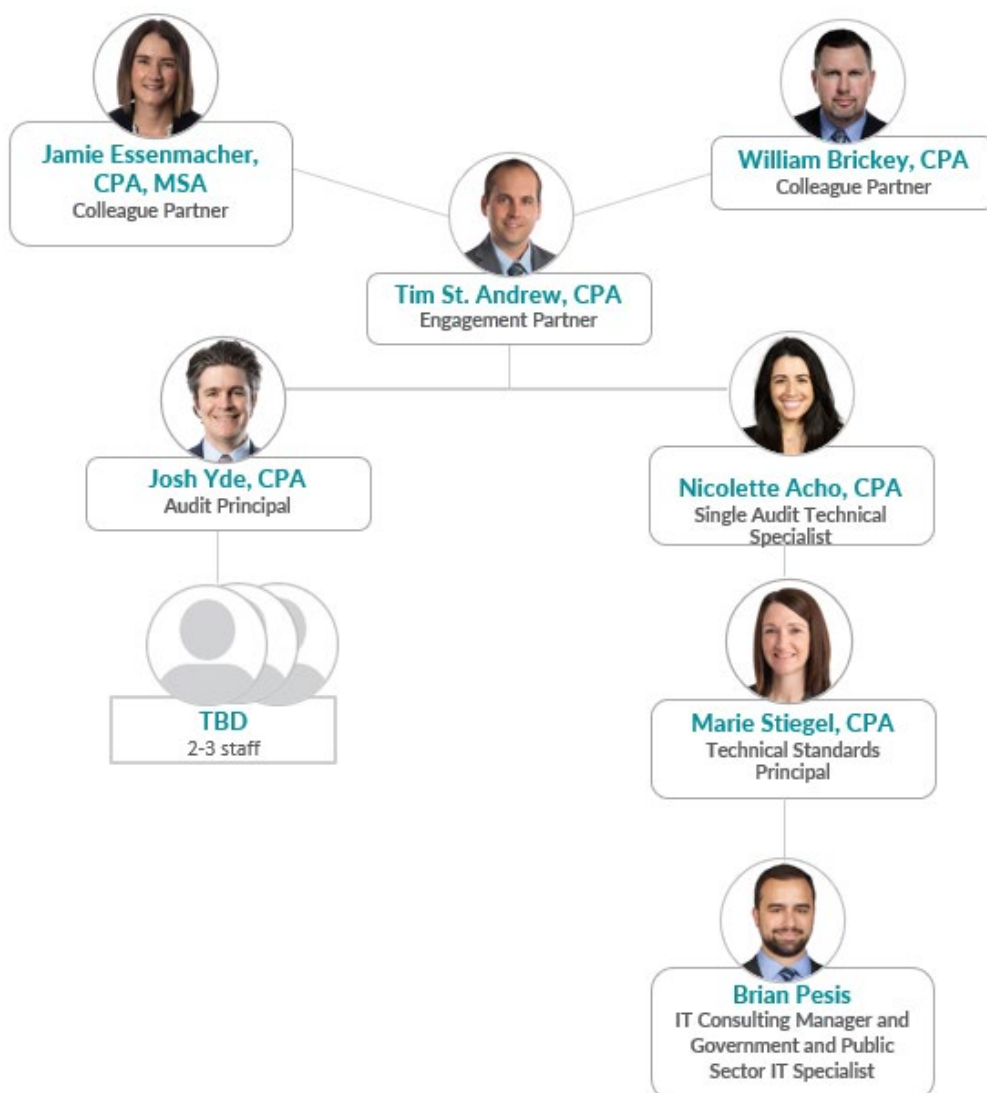 Jamie Essenmacher,
CPA, MSA
Colleague Partner
William Brickey, CPA
Colleague Partner
Tim St. Andrew, CPA
Engagement Partner
Josh Yde, CPA
Audit Principal
Nicolette Acho, CPA
Single Audit Technical
Specialist
TBD
2-3 staff
Marie Stiegel, CPA
Technical Standards
Principal
Brian Pesis
IT Consulting Manager and
Government and Public
Sector IT Specialist